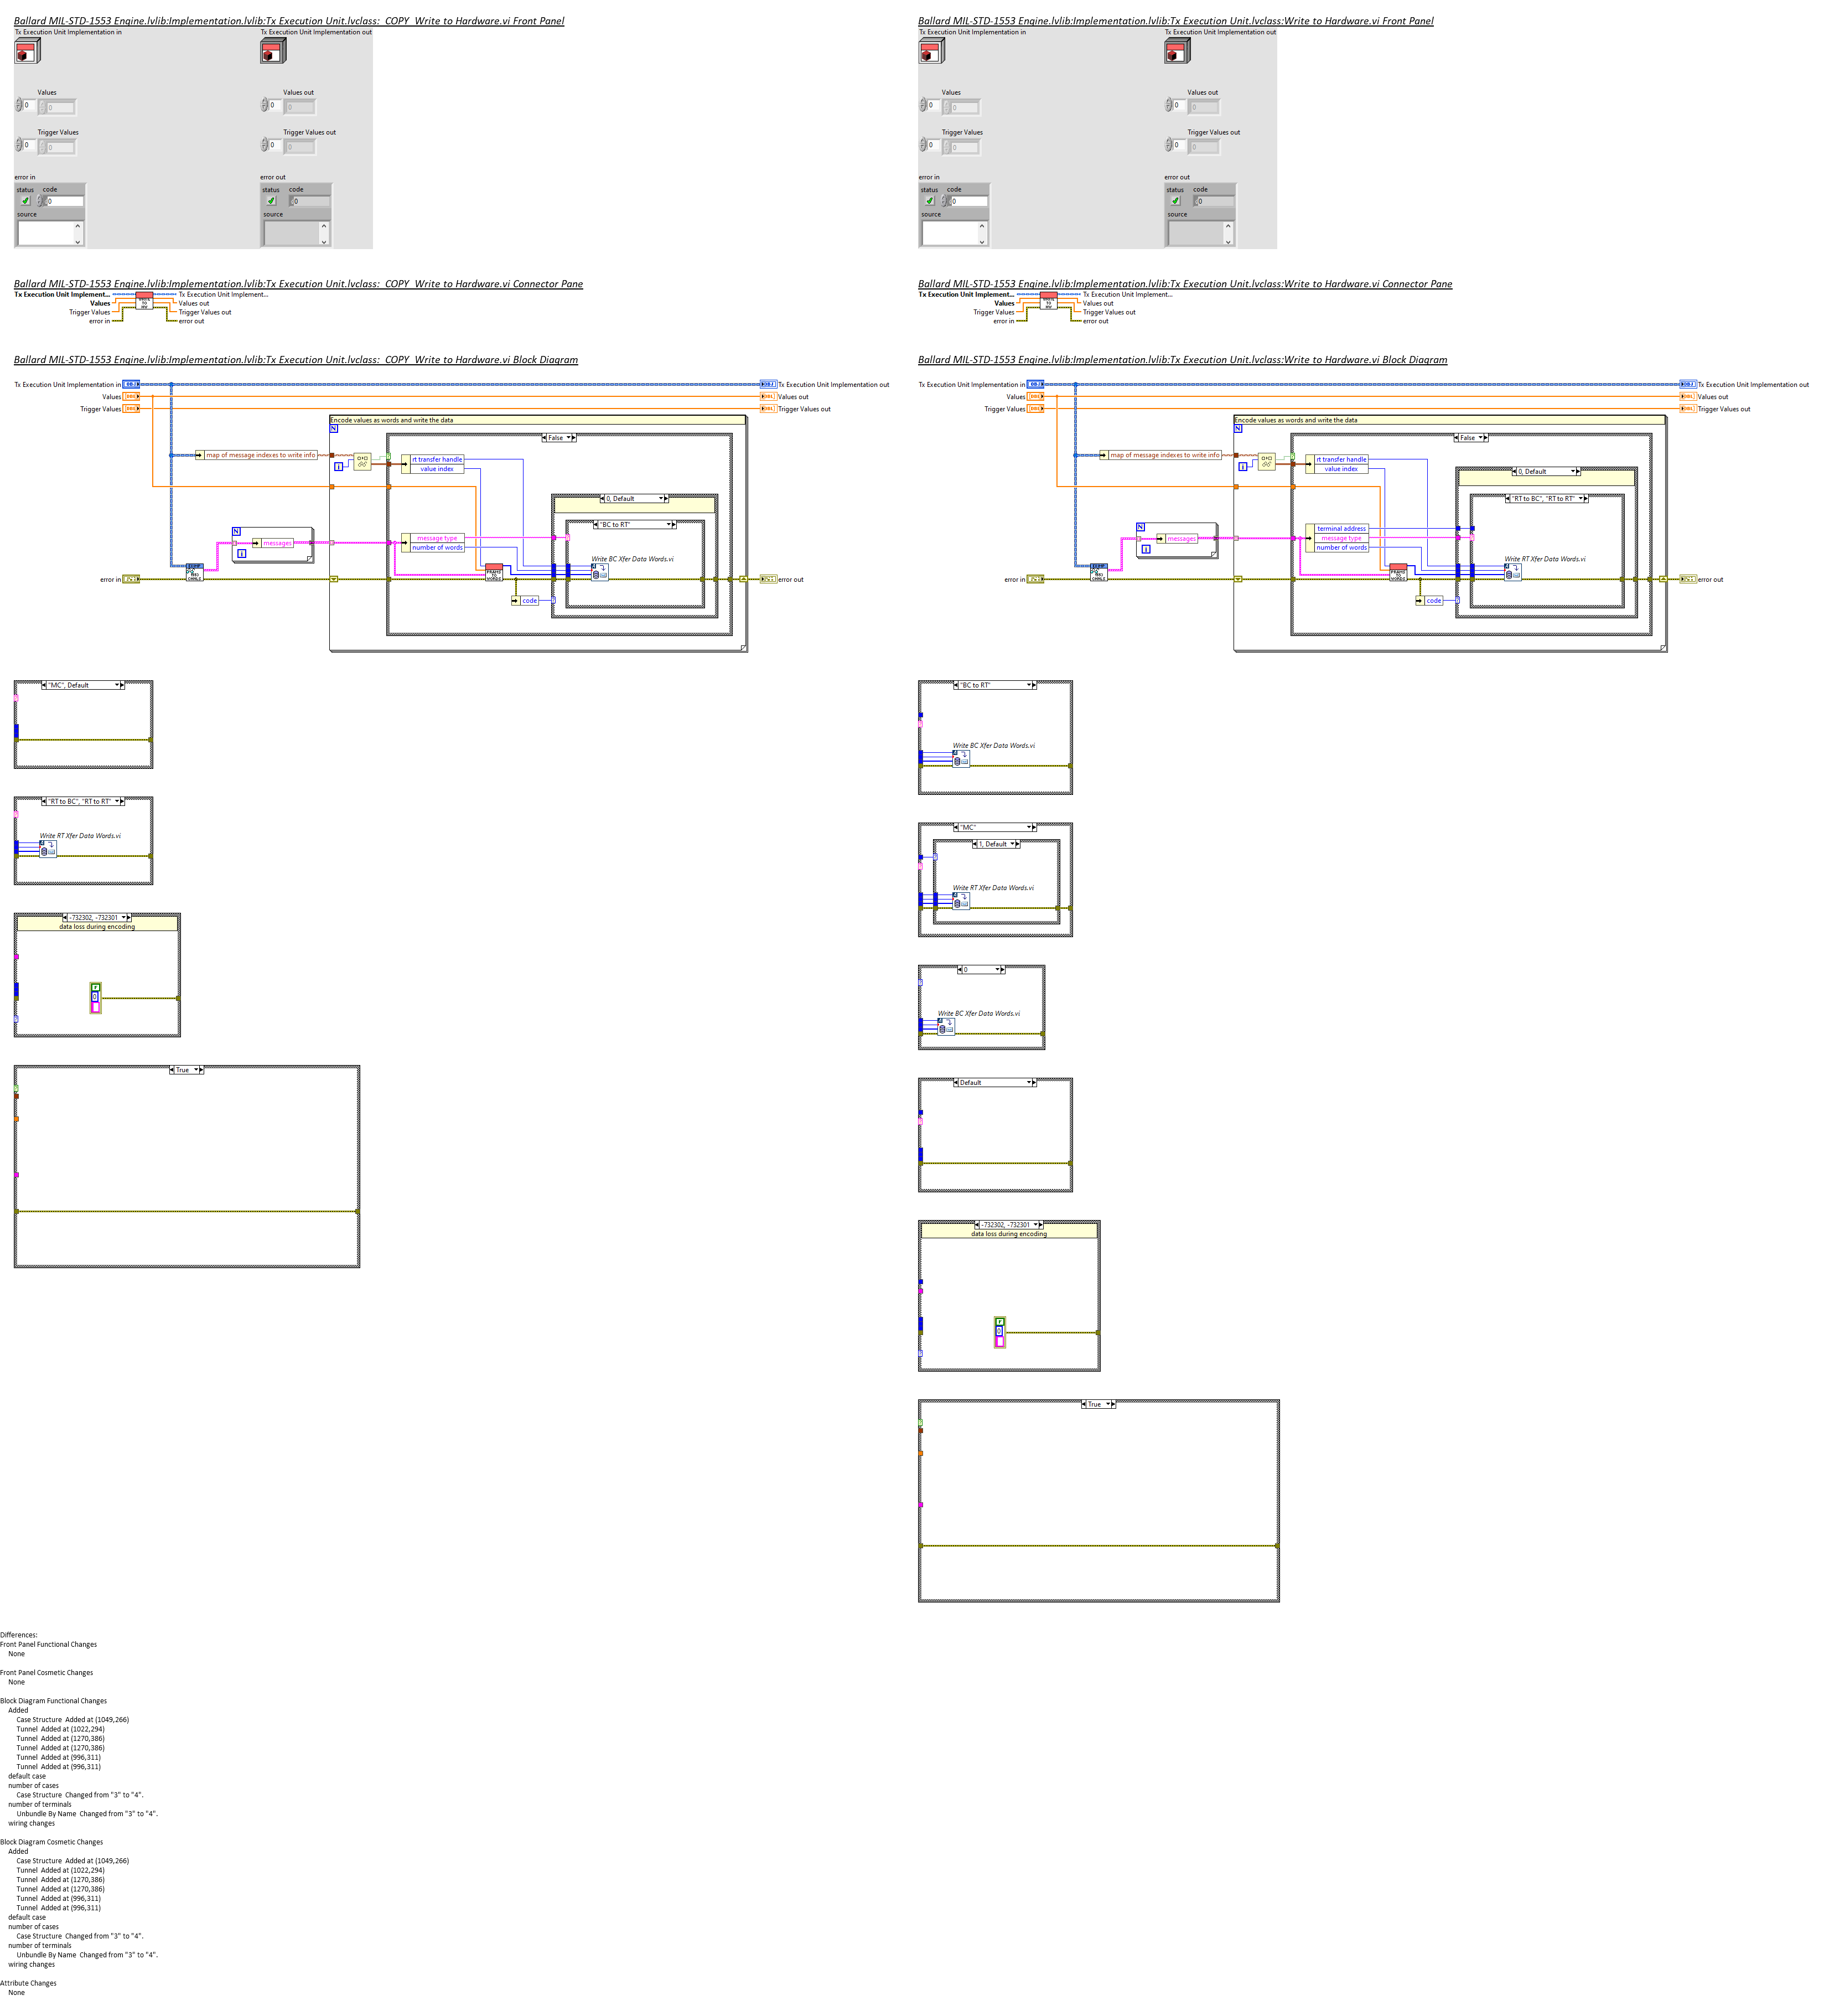 Ballard MIL-STD-1553 Engine.lvlib:Implementation.lvlib:Tx Execution Unit.lvclass:_COPY_Write to Hardware.vi Front Panel
Tx Execution Unit Implementation in
Tx Execution Unit Implementation out
Values
Values out
0
0
0
0
Trigger Values
Trigger Values out
0
0
0
0
error in
error out
status
code
status
code
0
0
source
source
Ballard MIL-STD-1553 Engine.lvlib:Implementation.lvlib:Tx Execution Unit.lvclass:_COPY_Write to Hardware.vi Connector Pane
Tx Execution Unit Implement...
Tx Execution Unit Implement...
Values
Values out
Trigger Values
Trigger Values out
error in
error out
Ballard MIL-STD-1553 Engine.lvlib:Implementation.lvlib:Tx Execution Unit.lvclass:_COPY_Write to Hardware.vi Block Diagram
Tx Execution Unit Implementation in
Tx Execution Unit Implementation out
Values
Values out
Trigger Values
Trigger Values out
Encode values as words and write the data
False
map of message indexes to write info
rt transfer handle
value index
0, Default
"BC to RT"
message type
number of words
messages
Write BC Xfer Data Words.vi
error in
error out
code
"MC", Default
"RT to BC", "RT to RT"
Write RT Xfer Data Words.vi
-732302, -732301
data loss during encoding
True
Ballard MIL-STD-1553 Engine.lvlib:Implementation.lvlib:Tx Execution Unit.lvclass:Write to Hardware.vi Front Panel
Tx Execution Unit Implementation in
Tx Execution Unit Implementation out
Values
Values out
0
0
0
0
Trigger Values
Trigger Values out
0
0
0
0
error in
error out
status
code
status
code
0
0
source
source
Ballard MIL-STD-1553 Engine.lvlib:Implementation.lvlib:Tx Execution Unit.lvclass:Write to Hardware.vi Connector Pane
Tx Execution Unit Implement...
Tx Execution Unit Implement...
Values
Values out
Trigger Values
Trigger Values out
error in
error out
Ballard MIL-STD-1553 Engine.lvlib:Implementation.lvlib:Tx Execution Unit.lvclass:Write to Hardware.vi Block Diagram
Tx Execution Unit Implementation in
Tx Execution Unit Implementation out
Values
Values out
Trigger Values
Trigger Values out
Encode values as words and write the data
False
map of message indexes to write info
rt transfer handle
value index
0, Default
"RT to BC", "RT to RT"
terminal address
message type
number of words
messages
Write RT Xfer Data Words.vi
error in
error out
code
"BC to RT"
Write BC Xfer Data Words.vi
"MC"
1, Default
Write RT Xfer Data Words.vi
0
Write BC Xfer Data Words.vi
Default
-732302, -732301
data loss during encoding
True
Differences:
Front Panel Functional Changes
None
Front Panel Cosmetic Changes
None
Block Diagram Functional Changes
Added
Case Structure  Added at (1049,266)
Tunnel  Added at (1022,294)
Tunnel  Added at (1270,386)
Tunnel  Added at (1270,386)
Tunnel  Added at (996,311)
Tunnel  Added at (996,311)
default case
number of cases
Case Structure  Changed from "3" to "4".
number of terminals
Unbundle By Name  Changed from "3" to "4".
wiring changes
Block Diagram Cosmetic Changes
Added
Case Structure  Added at (1049,266)
Tunnel  Added at (1022,294)
Tunnel  Added at (1270,386)
Tunnel  Added at (1270,386)
Tunnel  Added at (996,311)
Tunnel  Added at (996,311)
default case
number of cases
Case Structure  Changed from "3" to "4".
number of terminals
Unbundle By Name  Changed from "3" to "4".
wiring changes
Attribute Changes
None